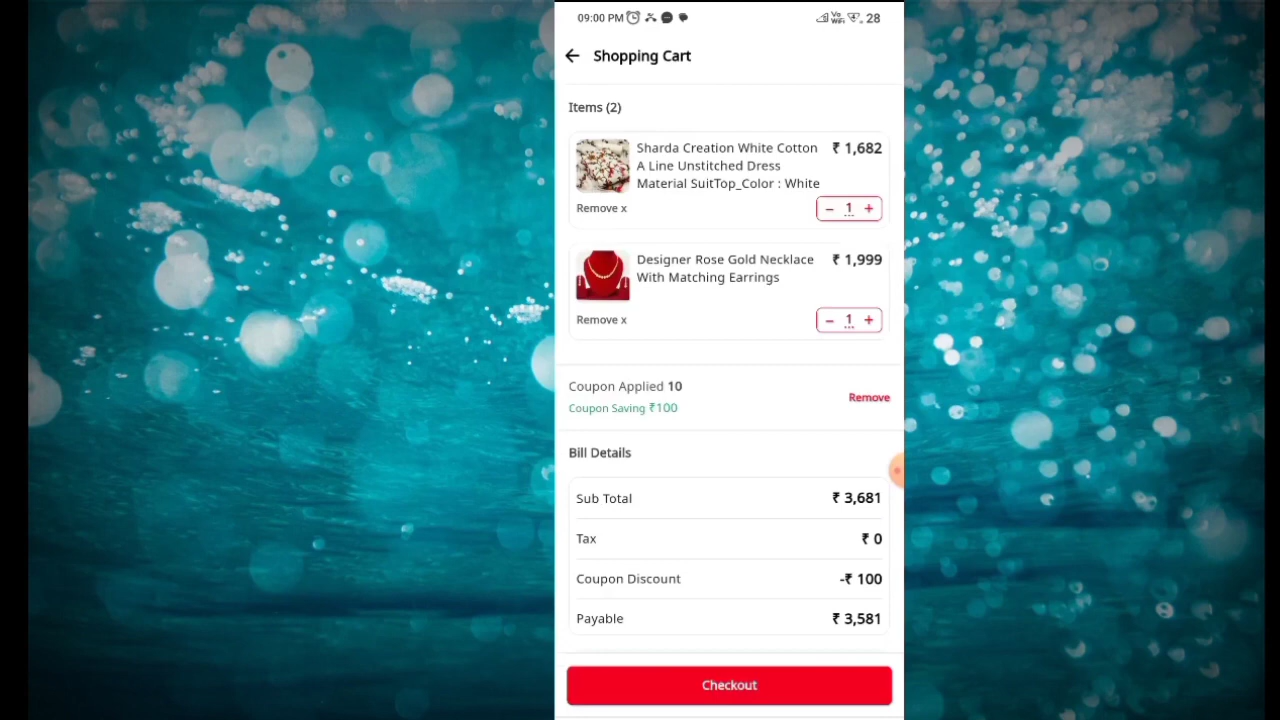 09:00 PM Vo WiFi 28
Shopping Cart
Items (2)
Sharda Creation White Cotton ₹ 1,682
A Line Unstitched Dress
Material SuitTop_Color : White
Remove x – 1 +
Designer Rose Gold Necklace ₹ 1,999
With Matching Earrings
Remove x – 1 +
Coupon Applied 10
Coupon Saving ₹100
Remove
Bill Details
Sub Total ₹ 3,681
Tax ₹ 0
Coupon Discount -₹ 100
Payable ₹ 3,581
Checkout